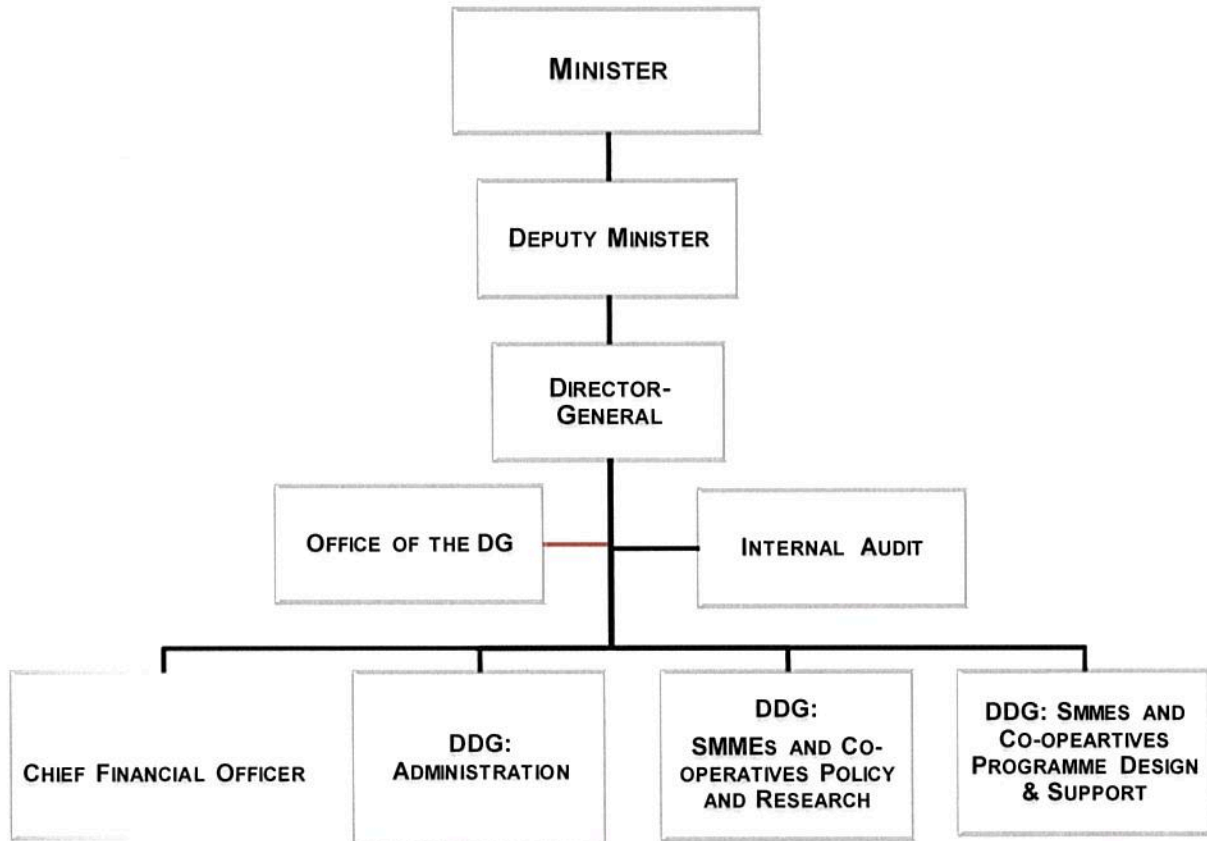 MINISTER
DEPUTY MINISTER
DIRECTOR-
GENERAL
OFFICE OF THE DG
INTERNAL AUDIT
CHIEF FINANCIAL OFFICER
DDG:
ADMINISTRATION
DDG:
SMMES AND CO-
OPERATIVES POLICY
AND RESEARCH
DDG: SMMES AND
CO-OPEARTIVES
PROGRAMME DESIGN
& SUPPORT